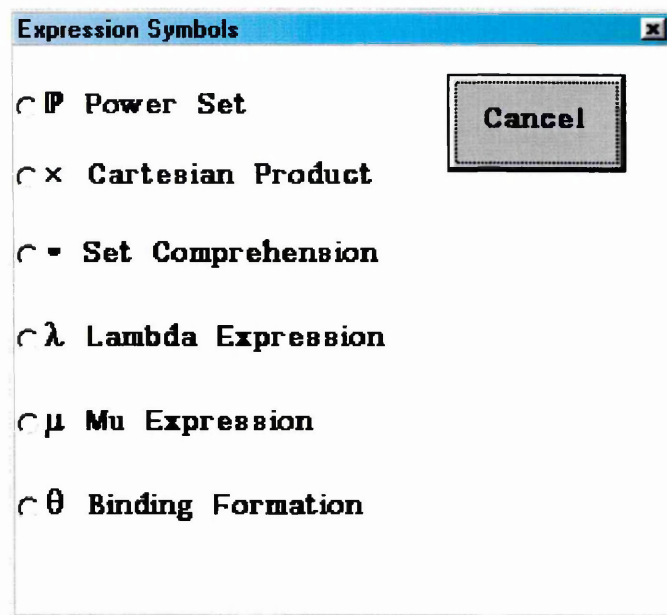 Expression Symbols
ℙ Power Set
Cancel
× Cartesian Product
• Set Comprehension
λ Lambda Expression
μ Mu Expression
θ Binding Formation